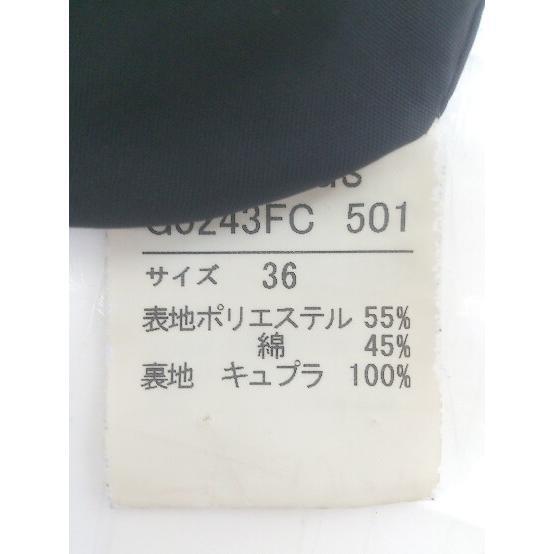 501
サイズ 36
表地ポリエステル 55%
綿 45%
裏地 キュプラ 100%